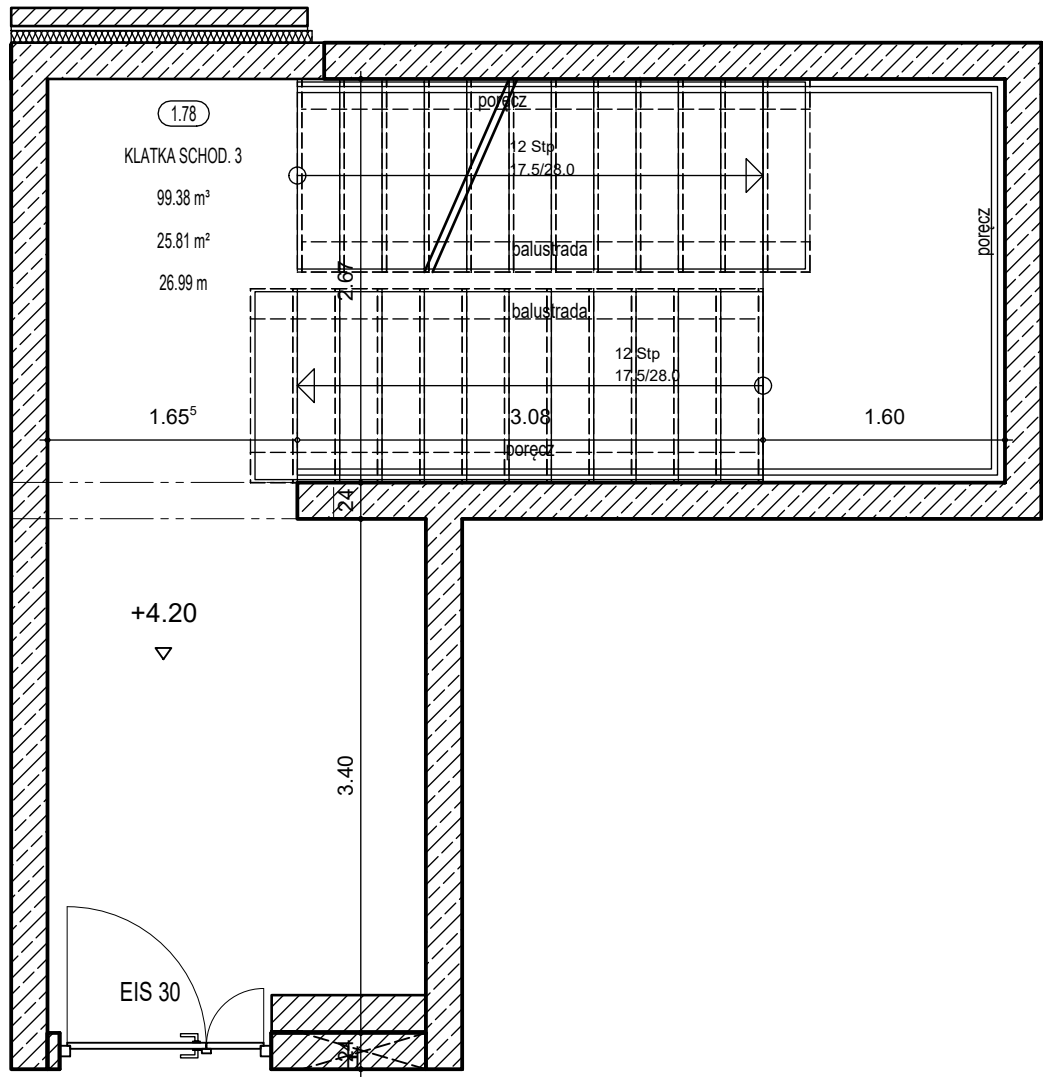 1.78
KLATKA SCHOD. 3
99.38 m³
25.81 m²
26.99 m
poręcz
12 Stp
17.5/28.0
balustrada
poręcz
2.67
balustrada
12 Stp
17.5/28.0
1.65⁵
3.08
1.60
poręcz
24
+4.20
3.40
EIS 30
24